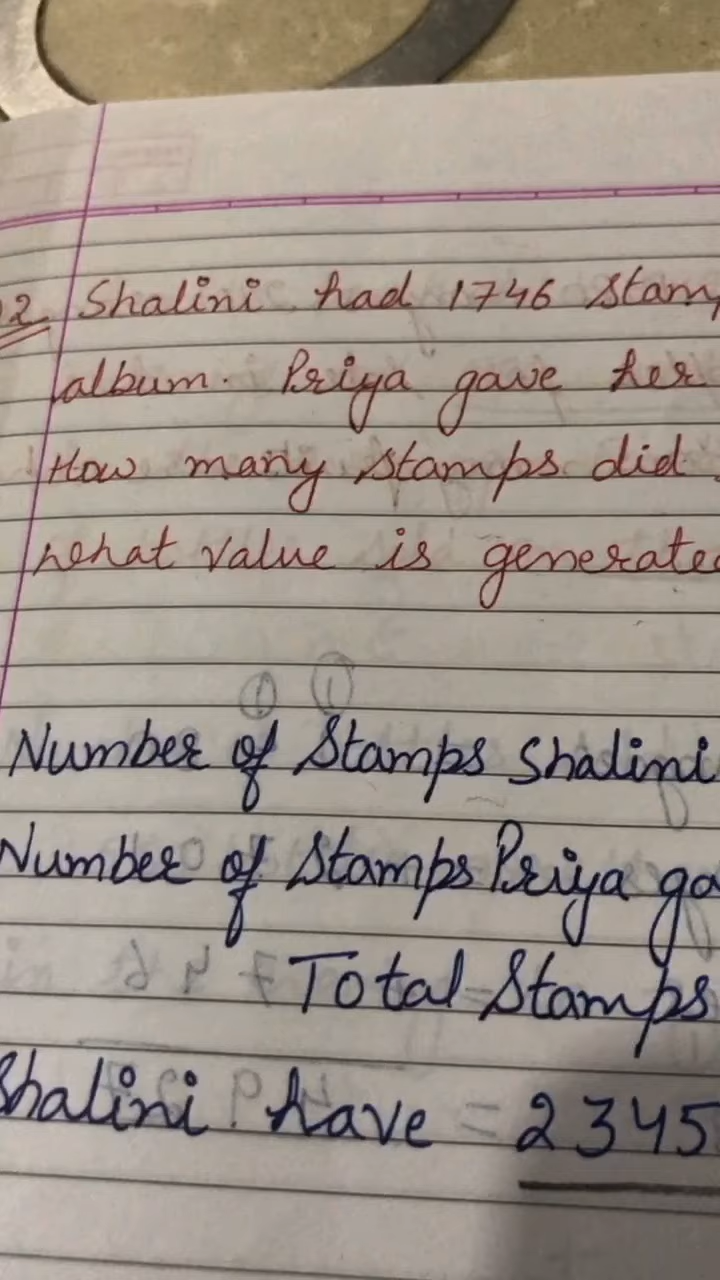 2. Shalini had 1746 Stam
album. Priya gave her
How many stamps did
what value is generate
Number of Stamps Shalini
Number of Stamps Priya ga
Total Stamps
Shalini have = 2345